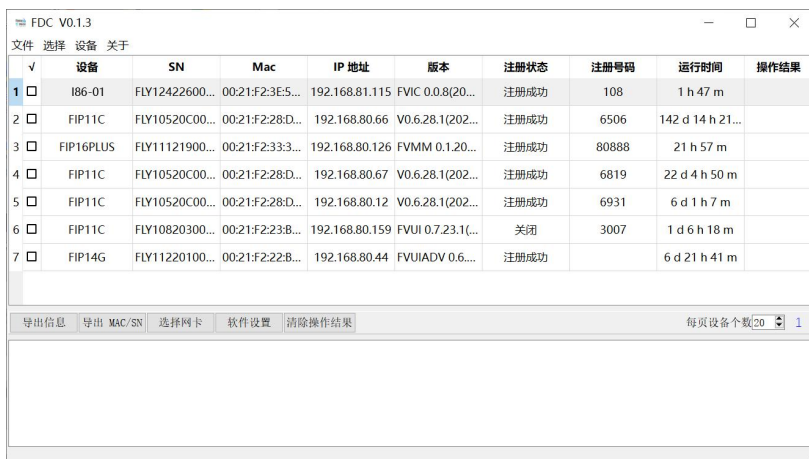 FDC V0.1.3
文件 选择 设备 关于
√ 设备 SN Mac IP 地址 版本 注册状态 注册号码 运行时间 操作结果
1 I86-01 FLY12422600... 00:21:F2:3E:5... 192.168.81.115 FVIC 0.0.8(20... 注册成功 108 1 h 47 m
2 FIP11C FLY10520C00... 00:21:F2:28:D... 192.168.80.66 V0.6.28.1(202... 注册成功 6506 142 d 14 h 21...
3 FIP16PLUS FLY11121900... 00:21:F2:33:3... 192.168.80.126 FVMM 0.1.20... 注册成功 80888 21 h 57 m
4 FIP11C FLY10520C00... 00:21:F2:28:D... 192.168.80.67 V0.6.28.1(202... 注册成功 6819 22 d 4 h 50 m
5 FIP11C FLY10520C00... 00:21:F2:28:D... 192.168.80.12 V0.6.28.1(202... 注册成功 6931 6 d 1 h 7 m
6 FIP11C FLY10820300... 00:21:F2:23:B... 192.168.80.159 FVUI 0.7.23.1(... 关闭 3007 1 d 6 h 18 m
7 FIP14G FLY11220100... 00:21:F2:22:B... 192.168.80.44 FVUIADV 0.6.... 注册成功 6 d 21 h 41 m
导出信息 导出 MAC/SN 选择网卡 软件设置 清除操作结果 每页设备个数 20 1